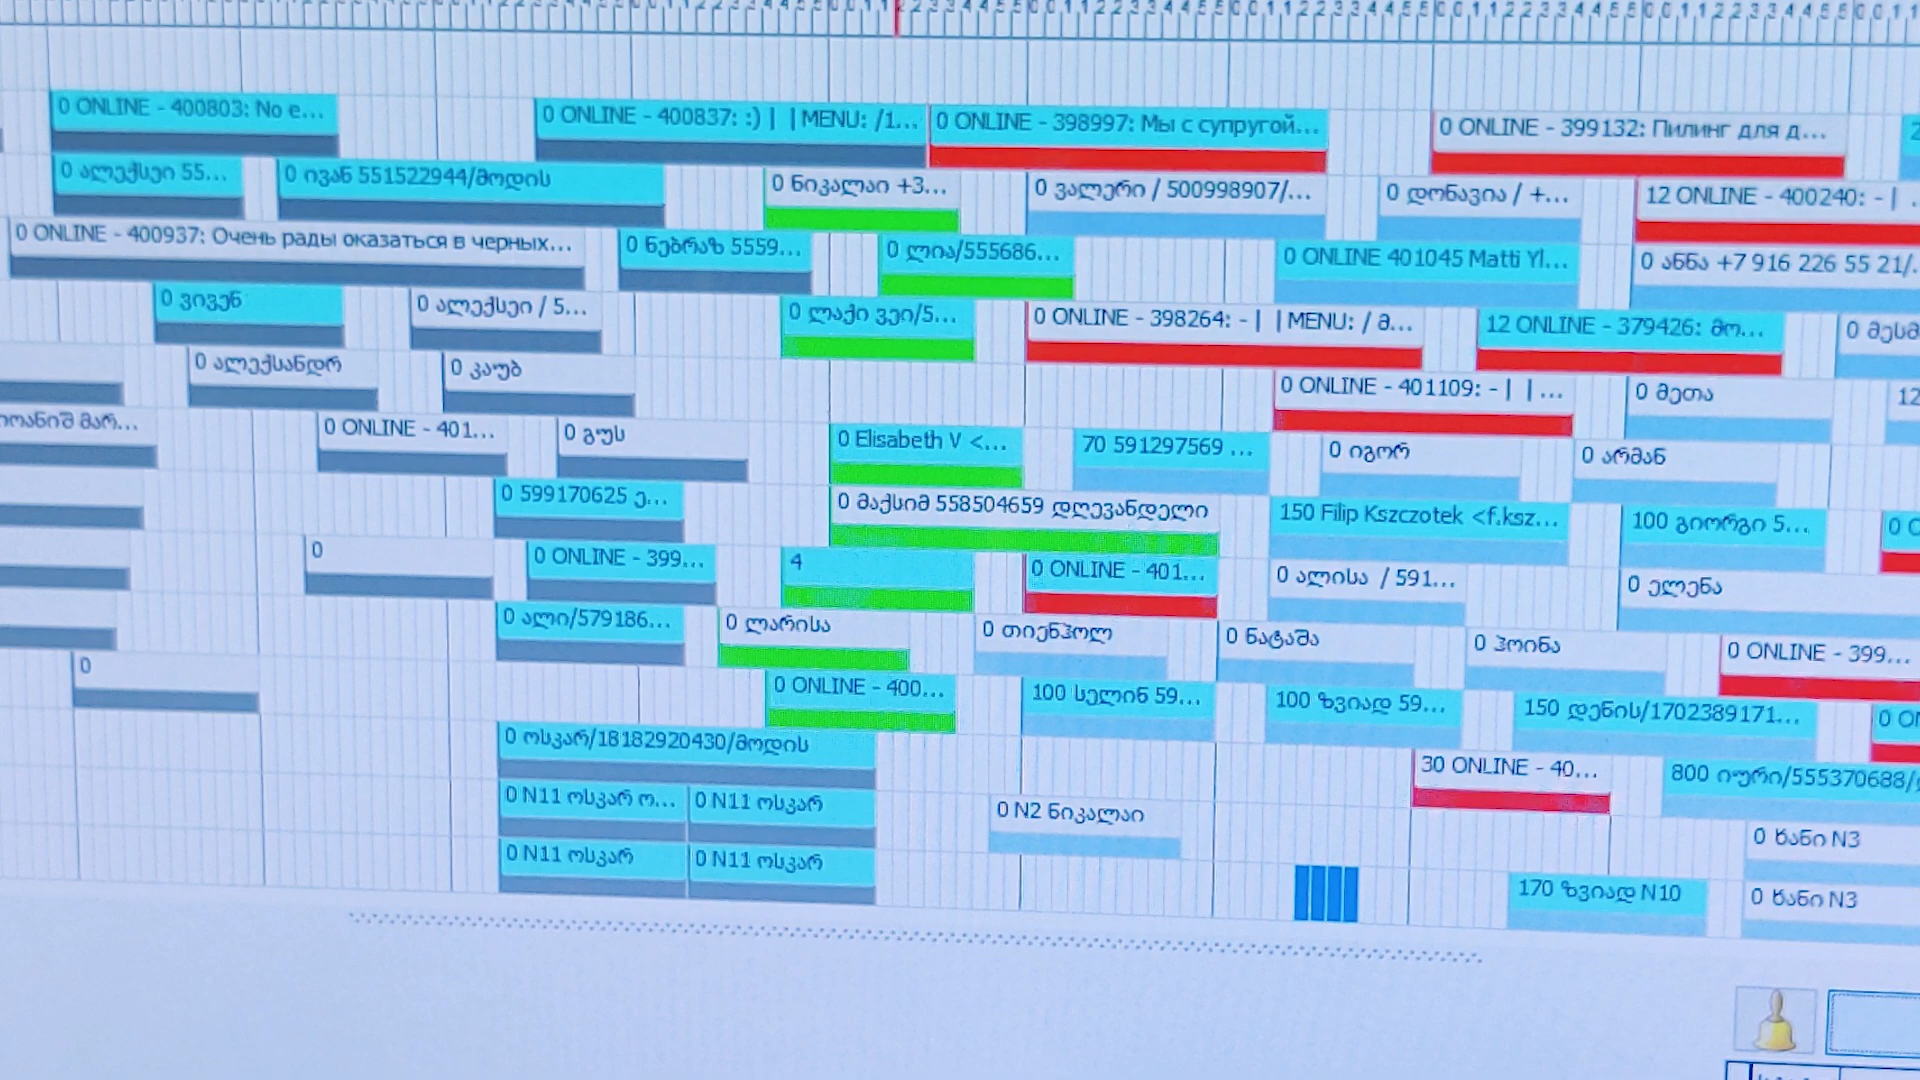 0 ONLINE - 400803: No e...
0 ONLINE - 400837: :) | |MENU: /1...
0 ONLINE - 398997: Мы с супругой...
0 ONLINE - 399132: Пилинг для д...
0 ალექსეი 55...
0 ივან 551522944/მოდის
0 ნიკალაი +3...
0 ვალერი / 500998907/...
0 დონავია / +...
12 ONLINE - 400240: - |
0 ONLINE - 400937: Очень рады оказаться в черных...
0 ნებრაზ 5559...
0 ლია/555686...
0 ONLINE 401045 Matti Yl...
0 ანნა +7 916 226 55 21/.
0 ვივენ
0 ალექსეი / 5...
0 ლაქი ვეი/5...
0 ONLINE - 398264: - | |MENU: / მ...
12 ONLINE - 379426: მო...
0 ალექსანდრ
0 კაუბ
0 ONLINE - 401109: - | | ...
0 მეთა
12
მარ...
0 ONLINE - 401...
0 გუს
0 Elisabeth V <...
70 591297569 ...
0 იგორ
0 არმან
0 599170625 ე...
0 მაქსიმ 558504659 დღევანდელი
150 Filip Kszczotek <f.ksz...
100 გიორგი 5...
0
0 ONLINE - 399...
4
0 ONLINE - 401...
0 ალისა / 591...
0 ელენა
0 ალი/579186...
0 ლარისა
0 თიენჰოლ
0 ნატაშა
0 ჰოინა
0 ONLINE - 399...
0
0 ONLINE - 400...
100 სელინ 59...
100 ზვიად 59...
150 დენის/1702389171...
0 ოსკარ/18182920430/მოდის
30 ONLINE - 40...
800 იური/555370688/
0 N11 ოსკარ ო...
0 N11 ოსკარ
0 N2 ნიკალაი
0 ხანი N3
0 N11 ოსკარ
0 N11 ოსკარ
170 ზვიად N10
0 ხანი N3